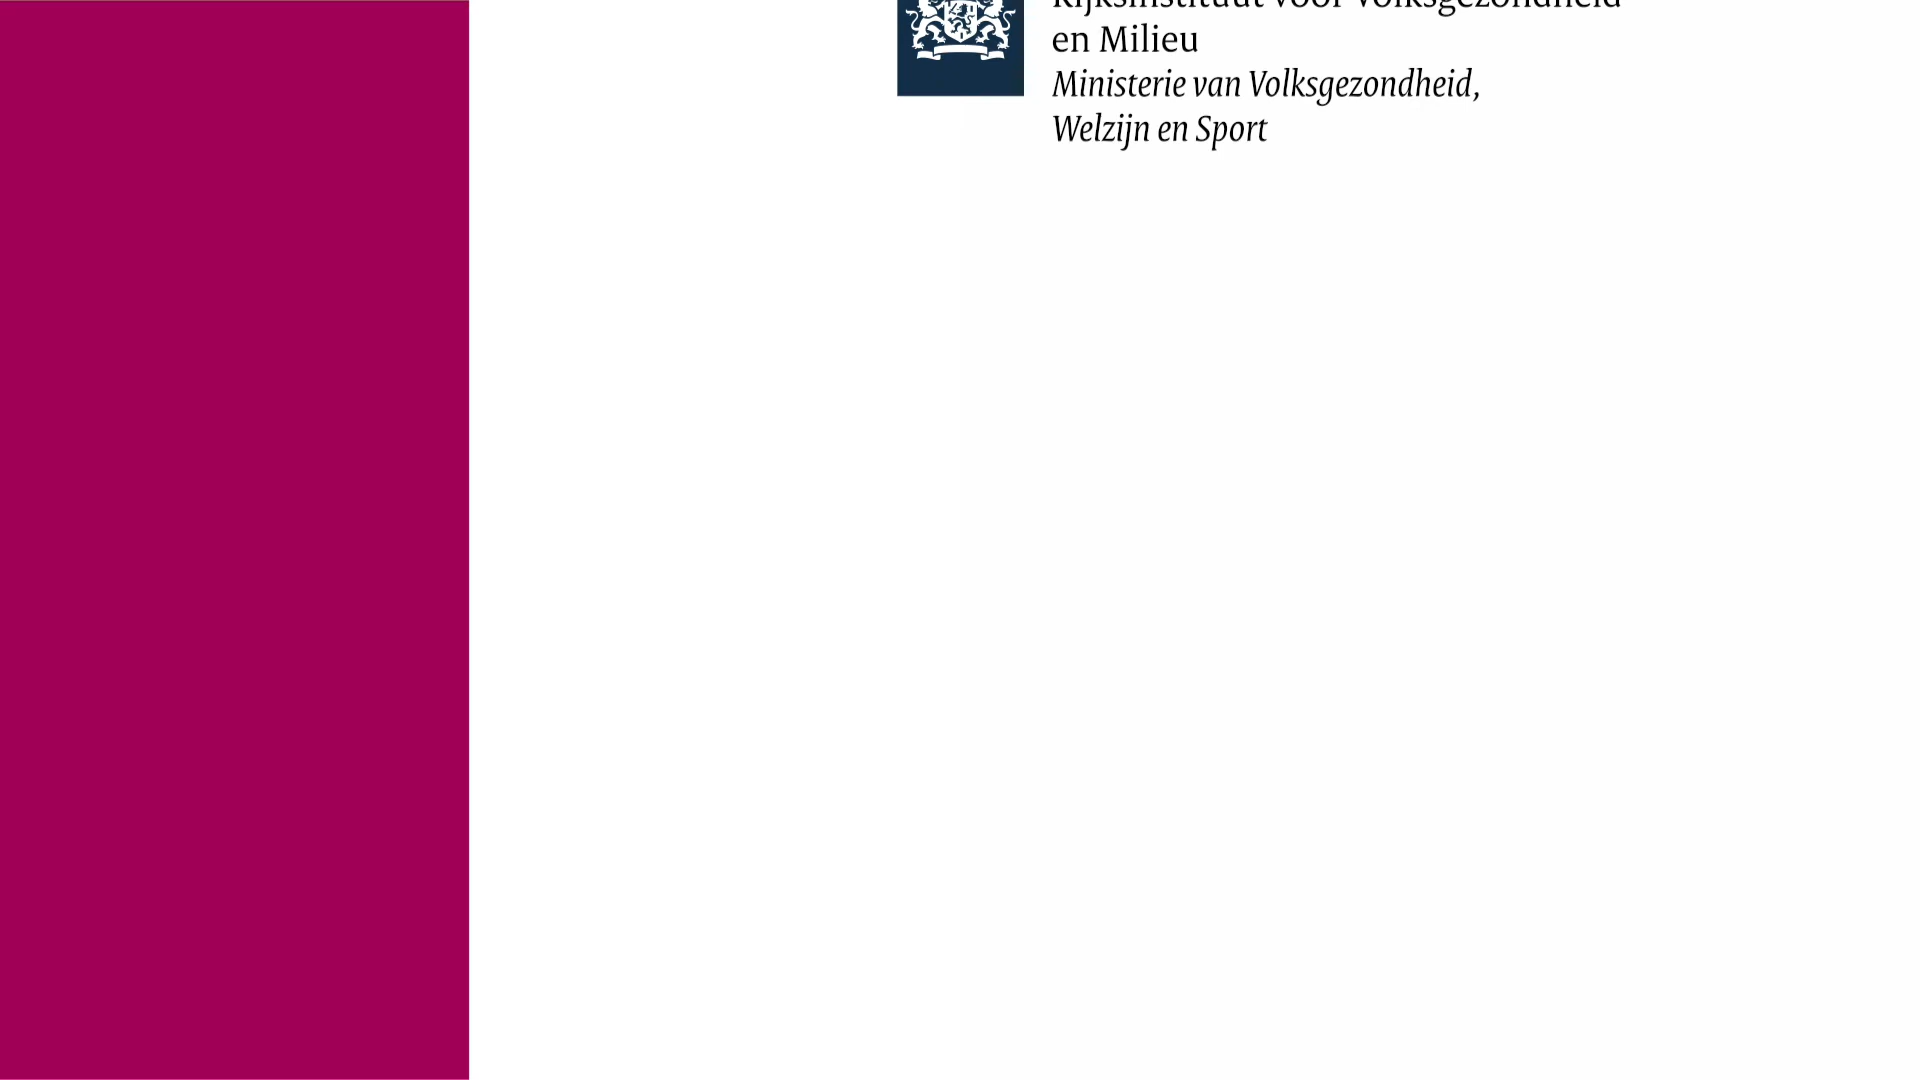 Rijksinstituut voor Volksgezondheid
en Milieu
Ministerie van Volksgezondheid,
Welzijn en Sport